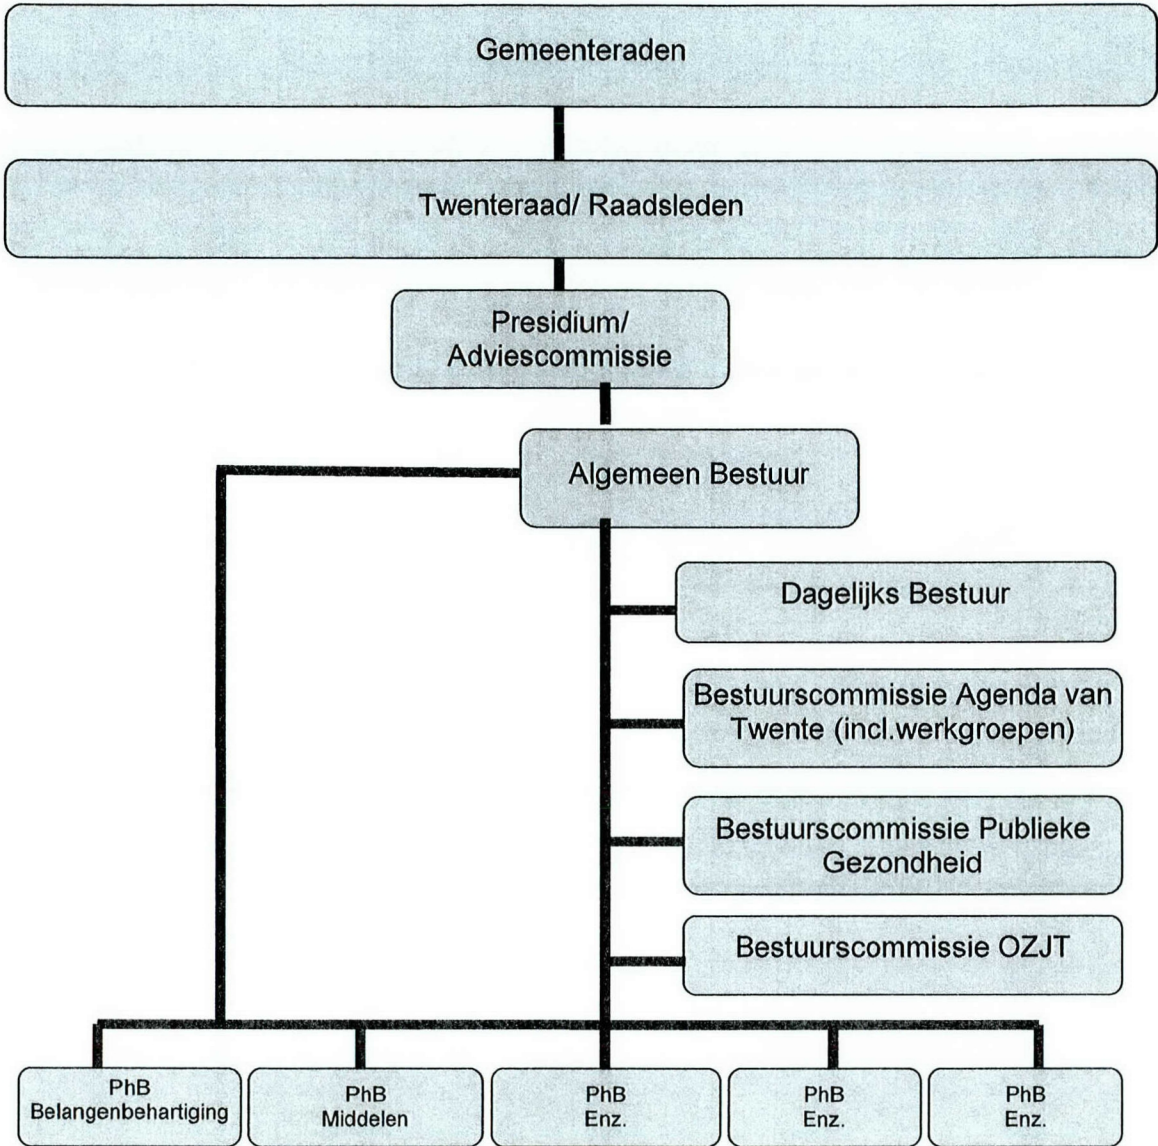 Gemeenteraden
Twenteraad/ Raadsleden
Presidium/
Adviescommissie
Algemeen Bestuur
Dagelijks Bestuur
Bestuurscommissie Agenda van
Twente (incl.werkgroepen)
Bestuurscommissie Publieke
Gezondheid
Bestuurscommissie OZJT
PhB
Belangenbehartiging
PhB
Middelen
PhB
Enz.
PhB
Enz.
PhB
Enz.